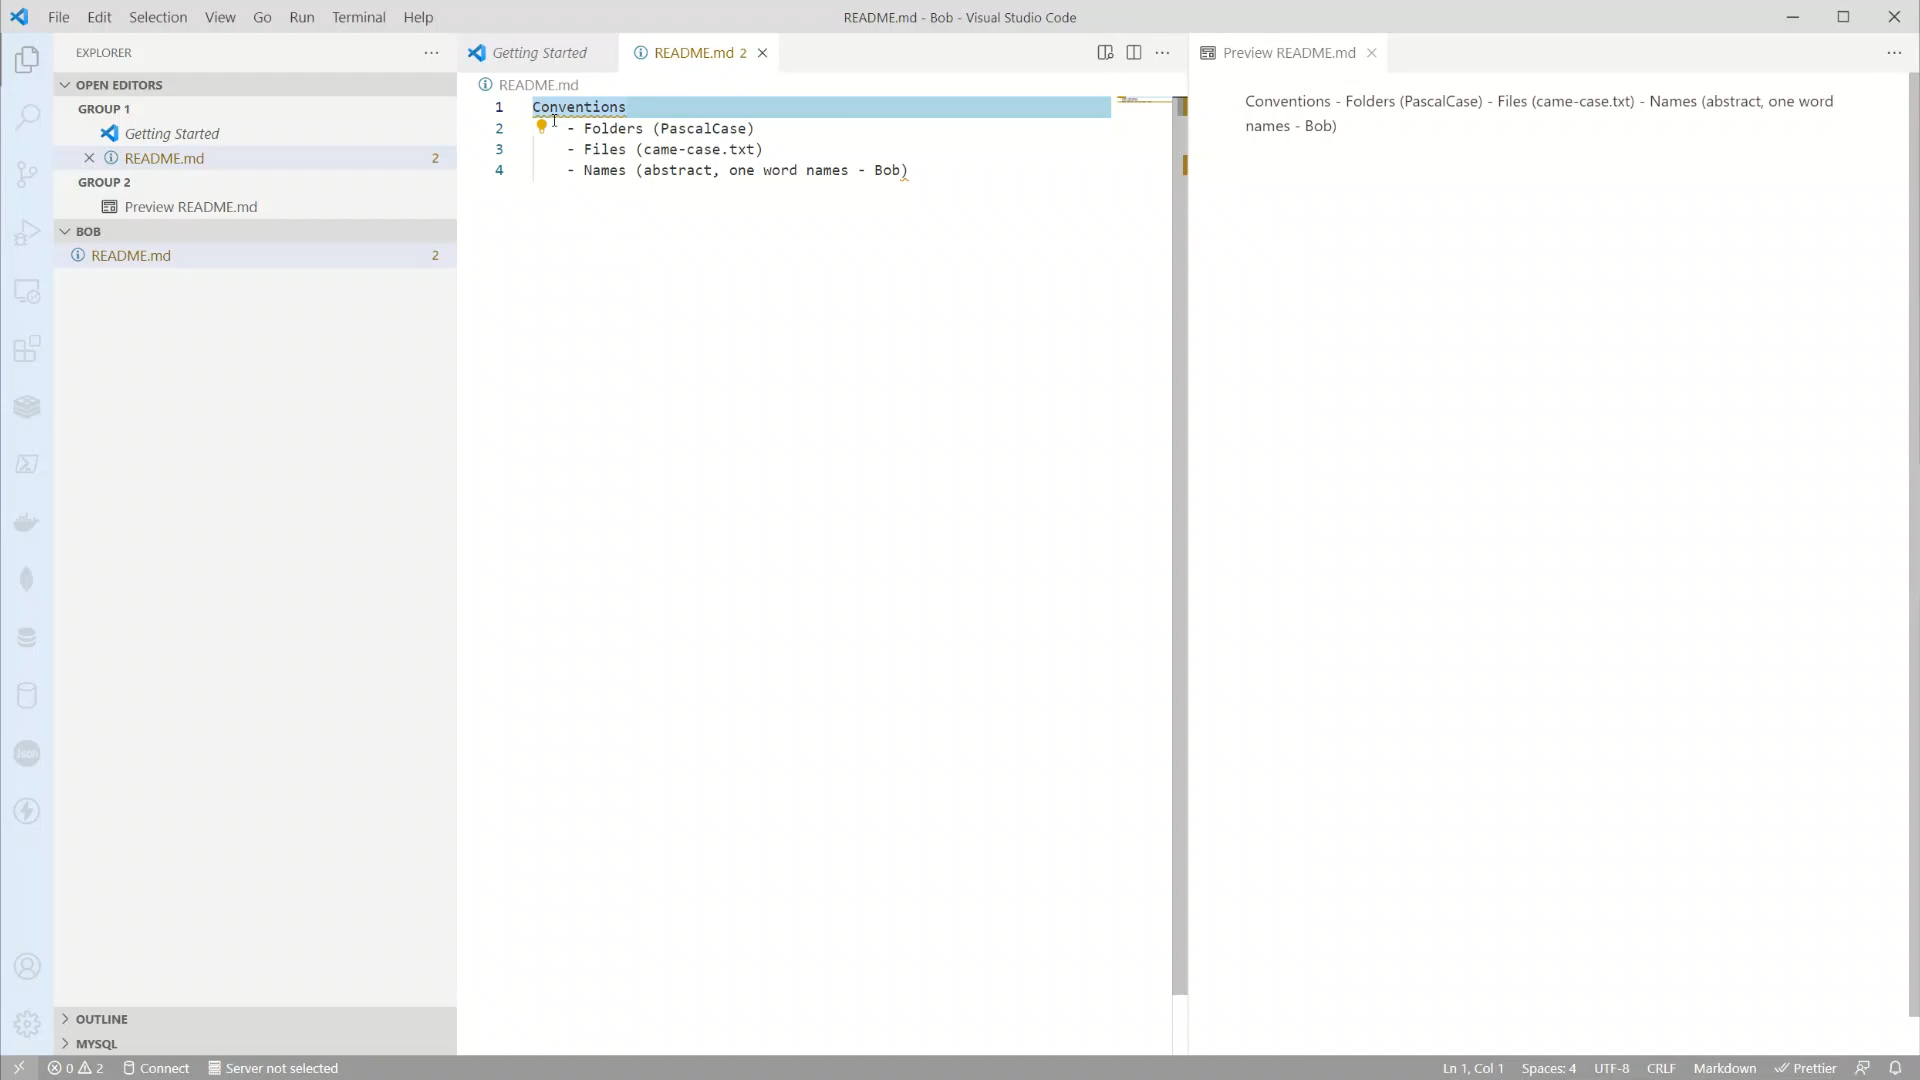 File Edit Selection View Go Run Terminal Help
README.md - Bob - Visual Studio Code
EXPLORER
OPEN EDITORS
GROUP 1
Getting Started
README.md 2
GROUP 2
Preview README.md
BOB
README.md 2
OUTLINE
MYSQL
Getting Started
README.md 2
README.md
1 Conventions
2 - Folders (PascalCase)
3 - Files (came-case.txt)
4 - Names (abstract, one word names - Bob)
Preview README.md
Conventions - Folders (PascalCase) - Files (came-case.txt) - Names (abstract, one word
names - Bob)
Json
0 2 Connect Server not selected
Ln 1, Col 1 Spaces: 4 UTF-8 CRLF Markdown Prettier